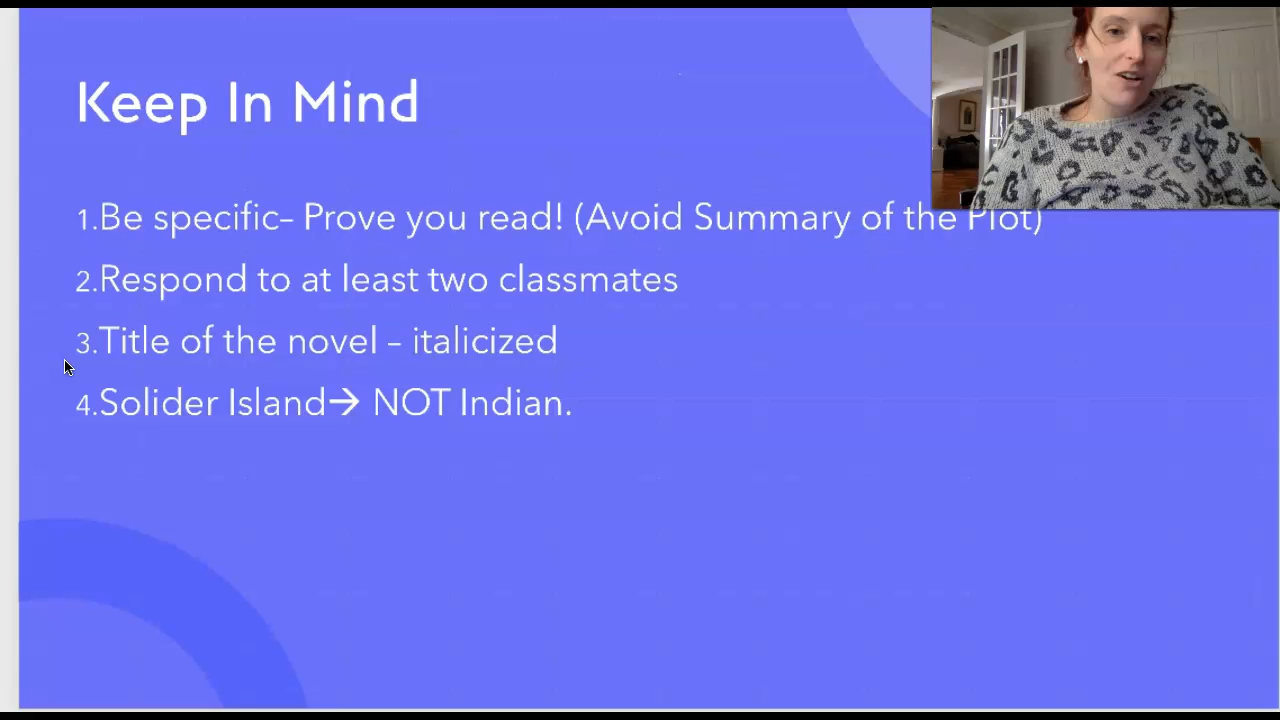 Keep In Mind
1.Be specific– Prove you read! (Avoid Summary of the Plot)
2.Respond to at least two classmates
3.Title of the novel – italicized
4.Solider Island→ NOT Indian.